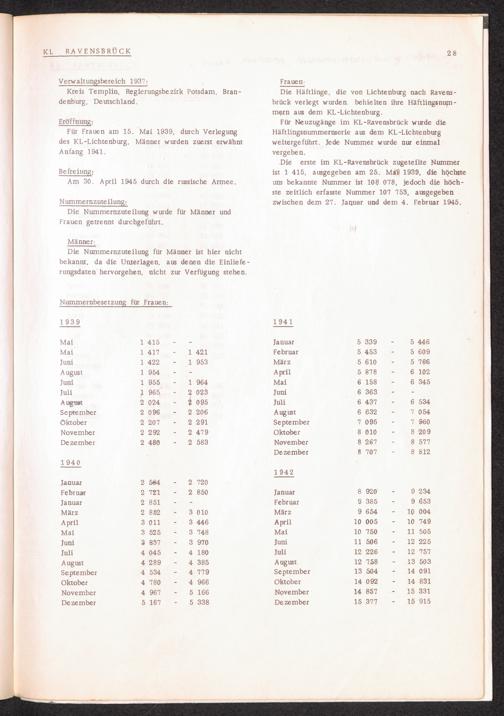 KL RAVENSBRÜCK
28
Verwaltungsbereich 1937:
Kreis Templin, Regierungsbezirk Potsdam, Bran-
denburg, Deutschland.
Eröffnung:
Für Frauen am 15. Mai 1939, durch Verlegung
des KL-Lichtenburg, Männer wurden zuerst erwähnt
Anfang 1941.
Befreiung:
Am 30. April 1945 durch die russische Armee.
Nummernzuteilung:
Die Nummernzuteilung wurde für Männer und
Frauen getrennt durchgeführt.
Männer:
Die Nummernzuteilung für Männer ist hier nicht
bekannt, da die Unterlagen, aus denen die Einliefe-
rungsdaten hervorgehen, nicht zur Verfügung stehen.
Frauen:
Die Häftlinge, die von Lichtenburg nach Ravens-
brück verlegt wurden behielten ihre Häftlingsnum-
mern aus dem KL-Lichtenburg.
Für Neuzugänge im KL-Ravensbrück wurde die
Häftlingsnummernserie aus dem KL-Lichtenburg
weitergeführt. Jede Nummer wurde nur einmal
vergeben.
Die erste im KL-Ravensbrück zugeteilte Nummer
ist 1 415, ausgegeben am 25. Mai 1939, die höchste
uns bekannte Nummer ist 108 078, jedoch die höch-
ste zeitlich erfasste Nummer 107 753, ausgegeben
zwischen dem 27. Januar und dem 4. Februar 1945.
Nummernbesetzung für Frauen:
1939
Mai 1 415 - -
Mai 1 417 - 1 421
Juni 1 422 - 1 953
August 1 954 - -
Juni 1 955 - 1 964
Juli 1 965 - 2 023
August 2 024 - 2 095
September 2 096 - 2 206
Oktober 2 207 - 2 291
November 2 292 - 2 479
Dezember 2 480 - 2 583
1940
Januar 2 584 - 2 720
Februar 2 721 - 2 850
Januar 2 851 - -
März 2 852 - 3 010
April 3 011 - 3 446
Mai 3 525 - 3 748
Juni 3 837 - 3 970
Juli 4 045 - 4 180
August 4 289 - 4 385
September 4 534 - 4 779
Oktober 4 780 - 4 966
November 4 967 - 5 166
Dezember 5 167 - 5 338
1941
Januar 5 339 - 5 446
Februar 5 453 - 5 609
März 5 610 - 5 766
April 5 878 - 6 102
Mai 6 158 - 6 345
Juni 6 363 - -
Juli 6 437 - 6 534
August 6 632 - 7 054
September 7 095 - 7 960
Oktober 8 010 - 8 209
November 8 267 - 8 577
Dezember 8 707 - 8 812
1942
Januar 8 920 - 9 234
Februar 9 385 - 9 653
März 9 654 - 10 004
April 10 005 - 10 749
Mai 10 750 - 11 505
Juni 11 506 - 12 225
Juli 12 226 - 12 757
August 12 758 - 13 503
September 13 504 - 14 091
Oktober 14 092 - 14 831
November 14 857 - 15 331
Dezember 15 377 - 15 915